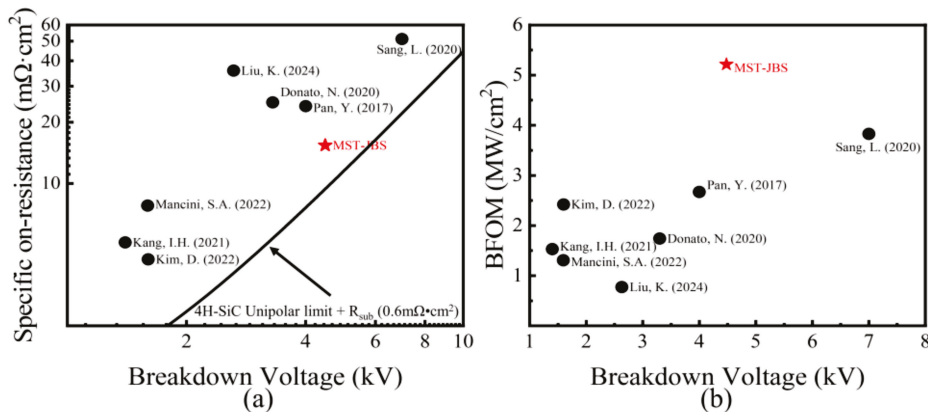 60
50
40
30
20
10
Specific on-resistance (mΩ·cm²)
Sang, L. (2020)
Liu, K. (2024)
Donato, N. (2020)
Pan, Y. (2017)
MST-JBS
Mancini, S.A. (2022)
Kang, I.H. (2021)
Kim, D. (2022)
4H-SiC Unipolar limit + R_sub (0.6mΩ•cm²)
2 4 6 8 10
Breakdown Voltage (kV)
(a)
6
5
4
3
2
1
BFOM (MW/cm²)
MST-JBS
Sang, L. (2020)
Pan, Y. (2017)
Kim, D. (2022)
Donato, N. (2020)
Kang, I.H. (2021)
Mancini, S.A. (2022)
Liu, K. (2024)
1 2 3 4 5 6 7 8
Breakdown Voltage (kV)
(b)